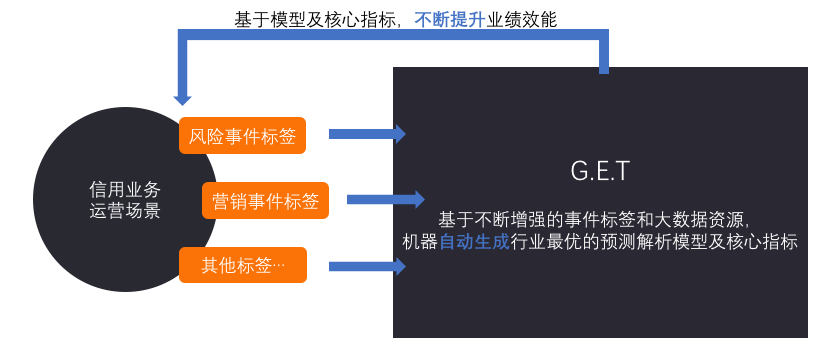 基于模型及核心指标，不断提升业绩效能
风险事件标签
信用业务
运营场景
营销事件标签
其他标签…
G.E.T
基于不断增强的事件标签和大数据资源，
机器自动生成行业最优的预测解析模型及核心指标